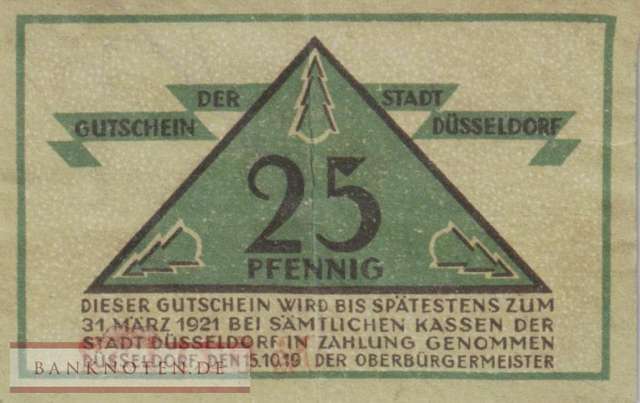 GUTSCHEIN DER STADT DÜSSELDORF
25
PFENNIG
DIESER GUTSCHEIN WIRD BIS SPÄTESTENS ZUM
31. MÄRZ 1921 BEI SÄMTLICHEN KASSEN DER
STADT DÜSSELDORF IN ZAHLUNG GENOMMEN
DÜSSELDORF, DEN 15.10.19 DER OBERBÜRGERMEISTER
BANKNOTEN.DE